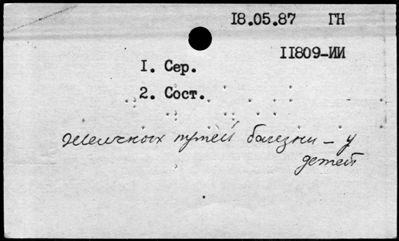 18.05.87 ГН
11809-ИИ
1. Сер.
2. Сост.
Желчных путей болезни - у
детей